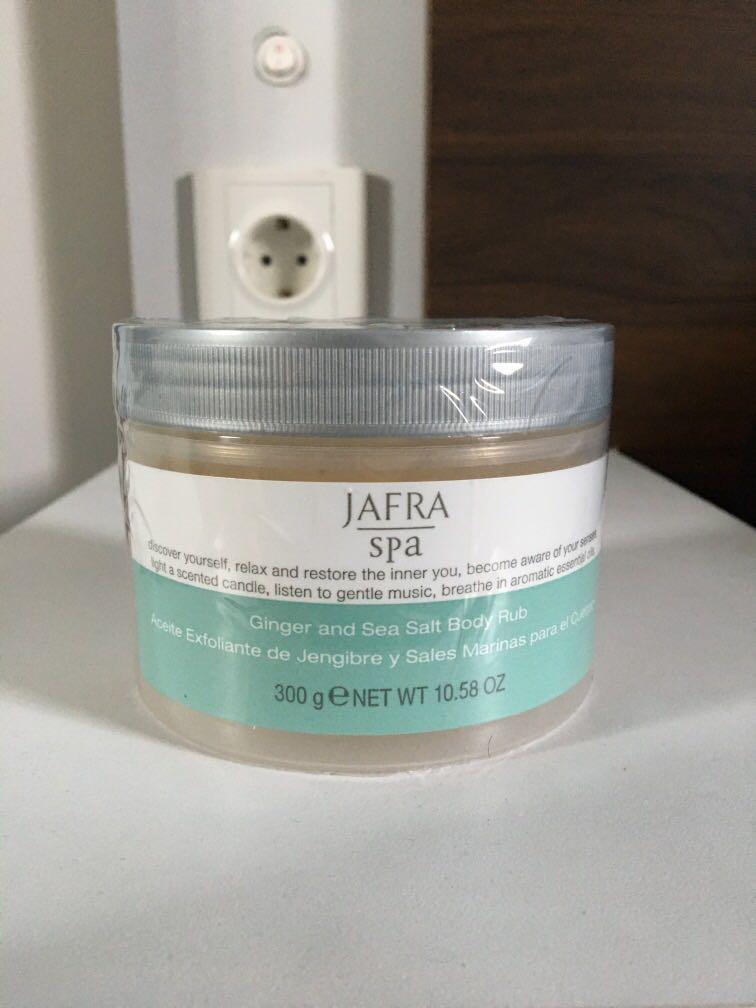 JAFRA
spa
discover yourself, relax and restore the inner you, become aware of your senses,
light a scented candle, listen to gentle music, breathe in aromatic essential oils.
Ginger and Sea Salt Body Rub
Aceite Exfoliante de Jengibre y Sales Marinas para el Cuerpo
300 g ℮ NET WT 10.58 OZ